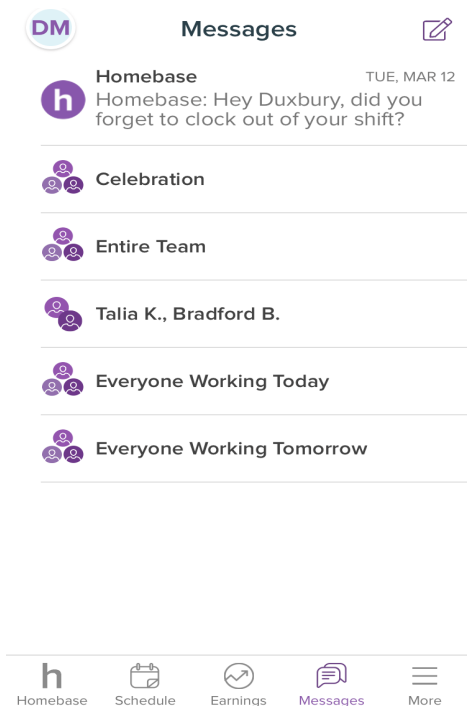 DM
Messages
Homebase
TUE, MAR 12
h
Homebase: Hey Duxbury, did you
forget to clock out of your shift?
Celebration
Entire Team
Talia K., Bradford B.
Everyone Working Today
Everyone Working Tomorrow
h
Homebase
Schedule
Earnings
Messages
More